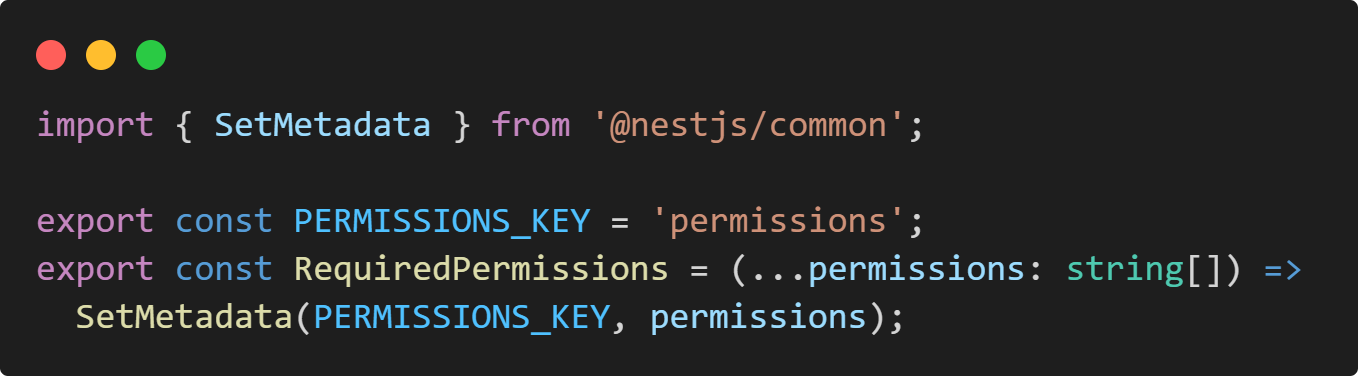 import { SetMetadata } from '@nestjs/common';
export const PERMISSIONS_KEY = 'permissions';
export const RequiredPermissions = (...permissions: string[]) =>
  SetMetadata(PERMISSIONS_KEY, permissions);